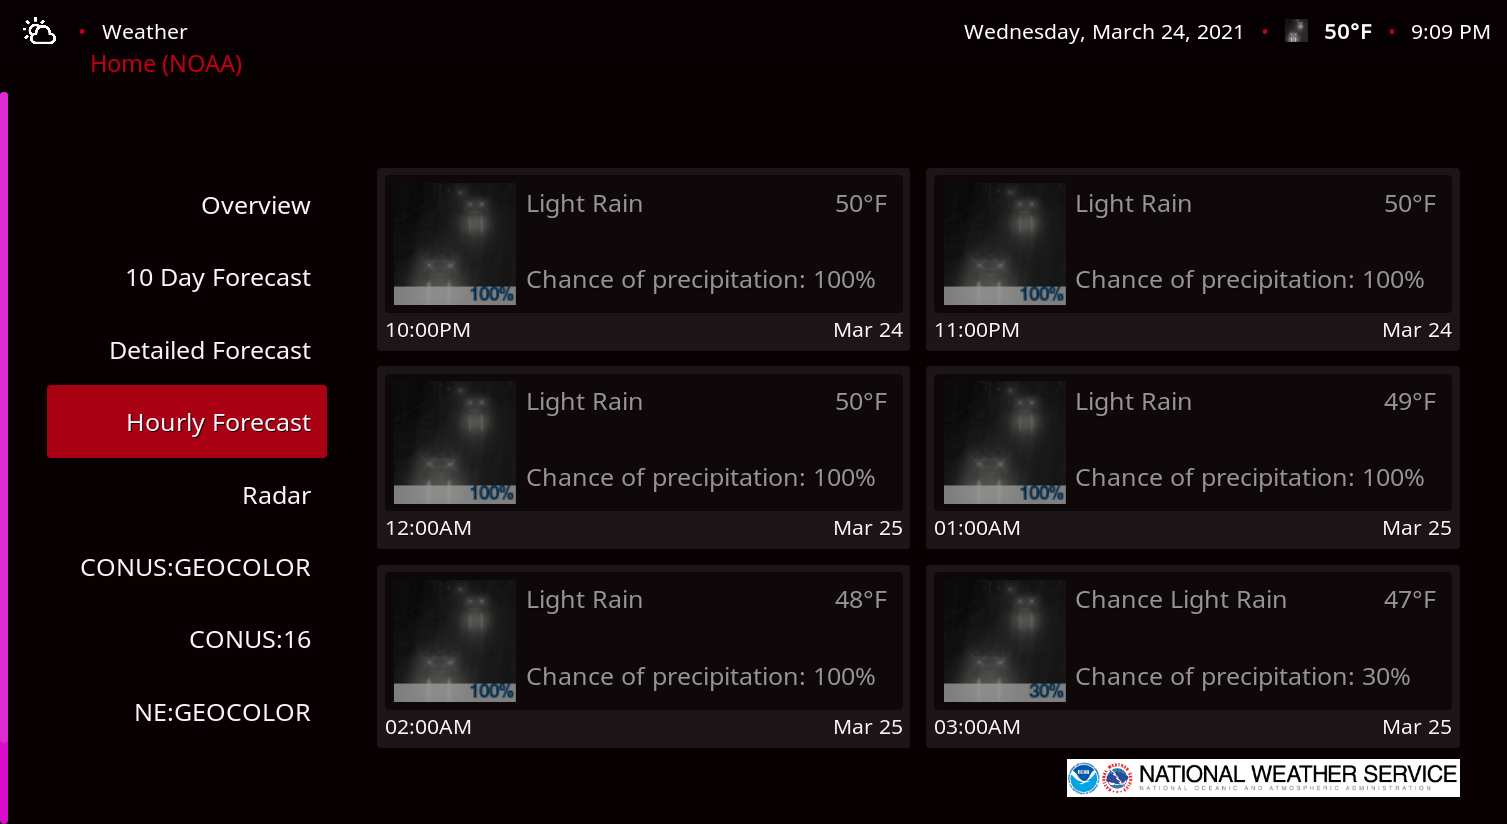 Weather
Wednesday, March 24, 2021 • 50°F • 9:09 PM
Home (NOAA)
Overview
10 Day Forecast
Detailed Forecast
Hourly Forecast
Radar
CONUS:GEOCOLOR
CONUS:16
NE:GEOCOLOR
Light Rain 50°F
Chance of precipitation: 100%
100%
10:00PM Mar 24
Light Rain 50°F
Chance of precipitation: 100%
100%
11:00PM Mar 24
Light Rain 50°F
Chance of precipitation: 100%
100%
12:00AM Mar 25
Light Rain 49°F
Chance of precipitation: 100%
100%
01:00AM Mar 25
Light Rain 48°F
Chance of precipitation: 100%
100%
02:00AM Mar 25
Chance Light Rain 47°F
Chance of precipitation: 30%
30%
03:00AM Mar 25
NATIONAL WEATHER SERVICE
NATIONAL OCEANIC AND ATMOSPHERIC ADMINISTRATION